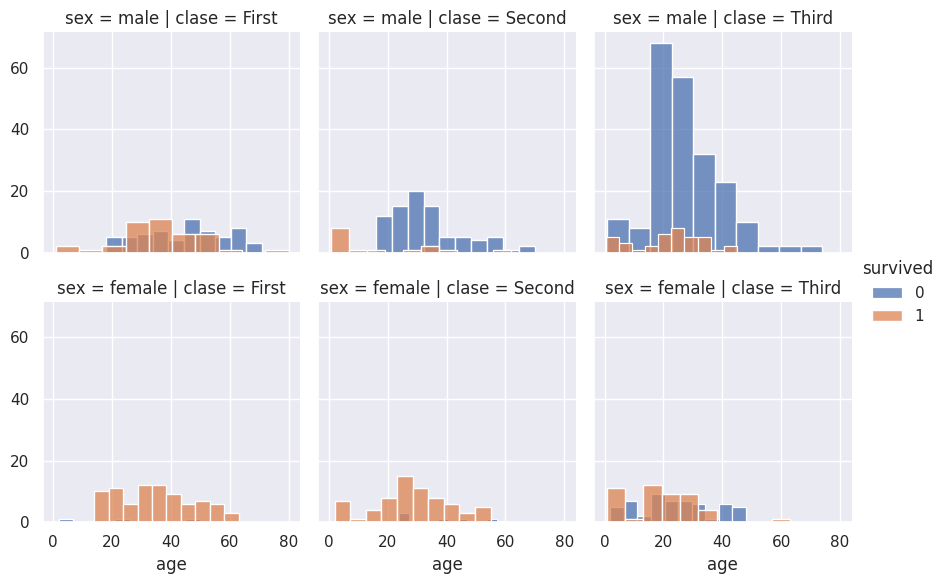 sex = male | clase = First
sex = male | clase = Second
sex = male | clase = Third
60
40
20
0
sex = female | clase = First
sex = female | clase = Second
sex = female | clase = Third
60
40
20
0
0 20 40 60 80
0 20 40 60 80
0 20 40 60 80
age
age
age
survived
0
1